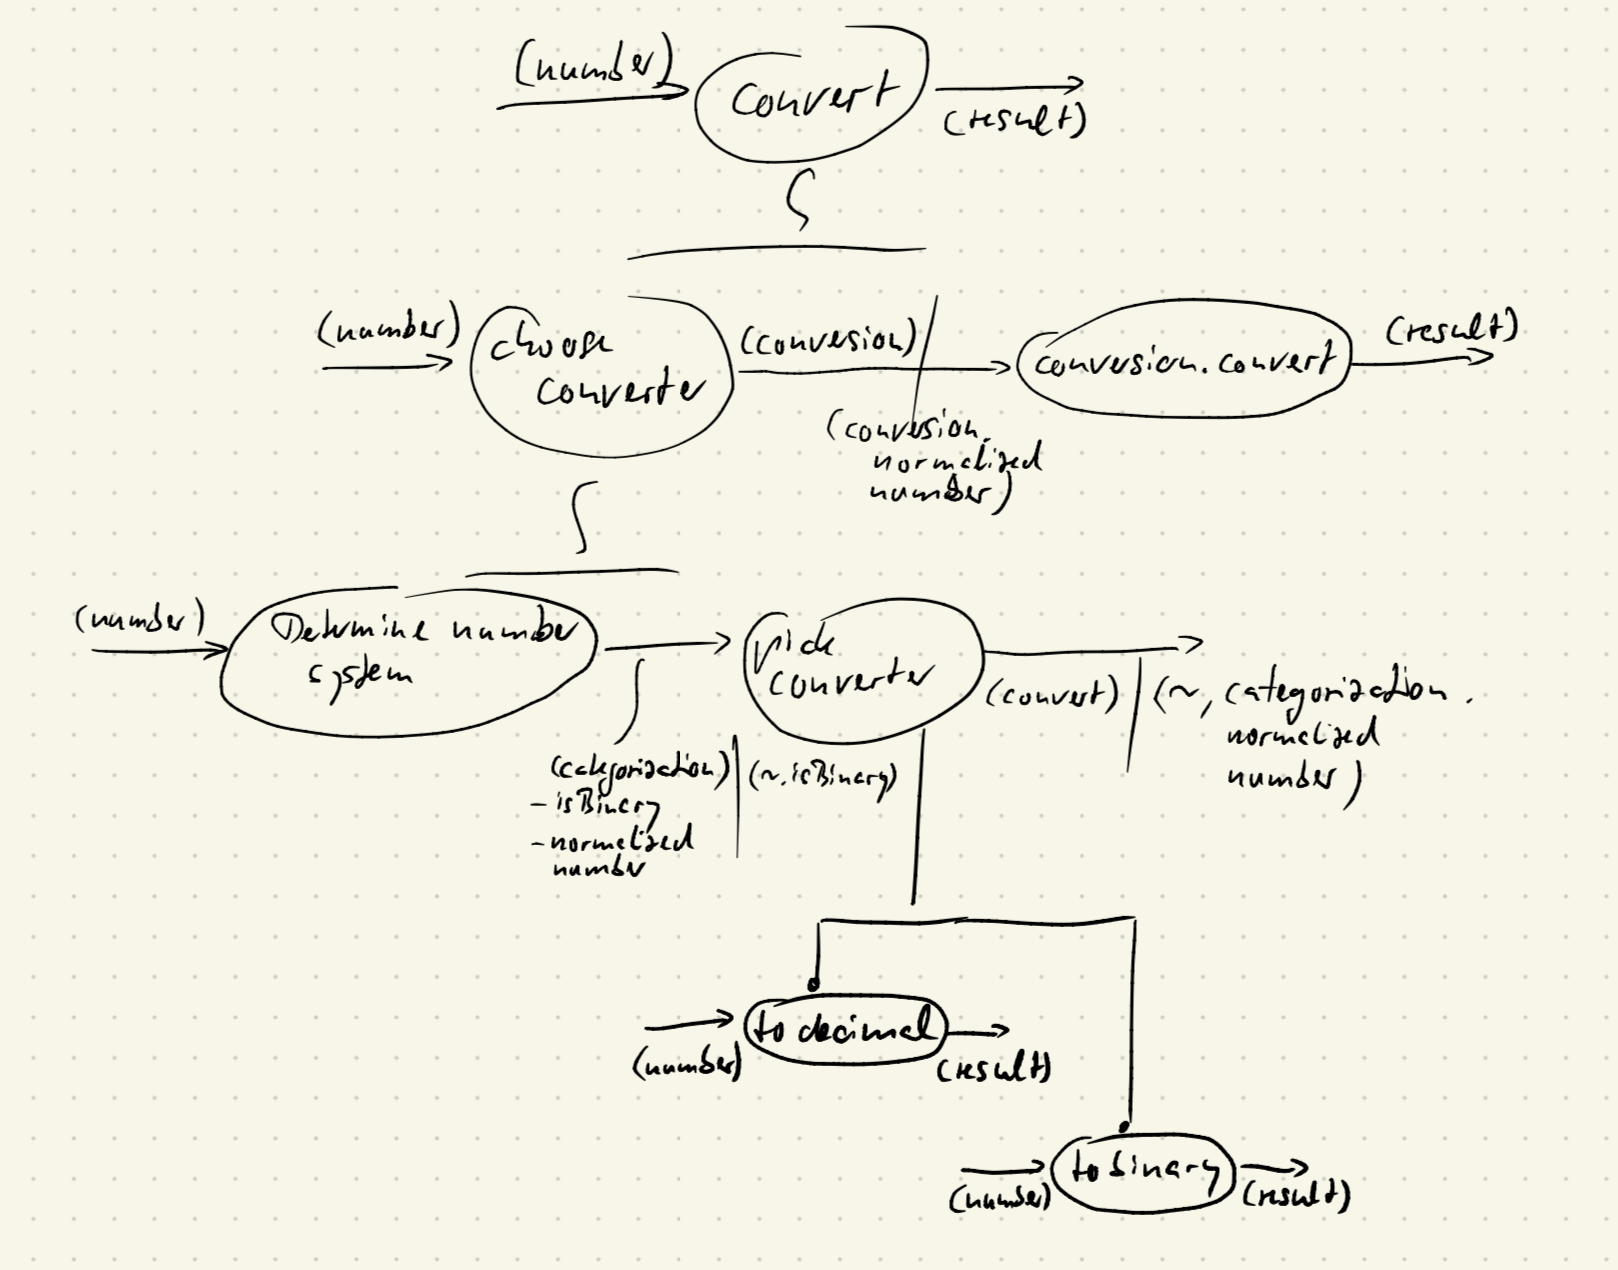 (number)
convert
(result)
(number)
choose
converter
(conversion)
(conversion.
normalized
number)
conversion.convert
(result)
(number)
Determine number
system
(categorization)
- isBinary
- normalized
number
(~.isBinary)
pick
converter
(convert)
(~, categorization.
normalized
number)
(number)
to decimal
(result)
(number)
to binary
(result)